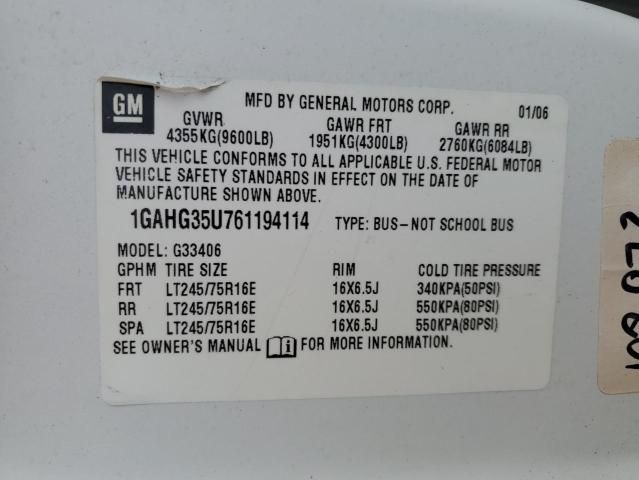 GM
MFD BY GENERAL MOTORS CORP. 01/06
GVWR GAWR FRT GAWR RR
4355KG(9600LB) 1951KG(4300LB) 2760KG(6084LB)
THIS VEHICLE CONFORMS TO ALL APPLICABLE U.S. FEDERAL MOTOR
VEHICLE SAFETY STANDARDS IN EFFECT ON THE DATE OF
MANUFACTURE SHOWN ABOVE.
1GAHG35U761194114 TYPE: BUS-NOT SCHOOL BUS
MODEL: G33406
GPHM TIRE SIZE RIM COLD TIRE PRESSURE
FRT LT245/75R16E 16X6.5J 340KPA(50PSI)
RR LT245/75R16E 16X6.5J 550KPA(80PSI)
SPA LT245/75R16E 16X6.5J 550KPA(80PSI)
SEE OWNER'S MANUAL FOR MORE INFORMATION.